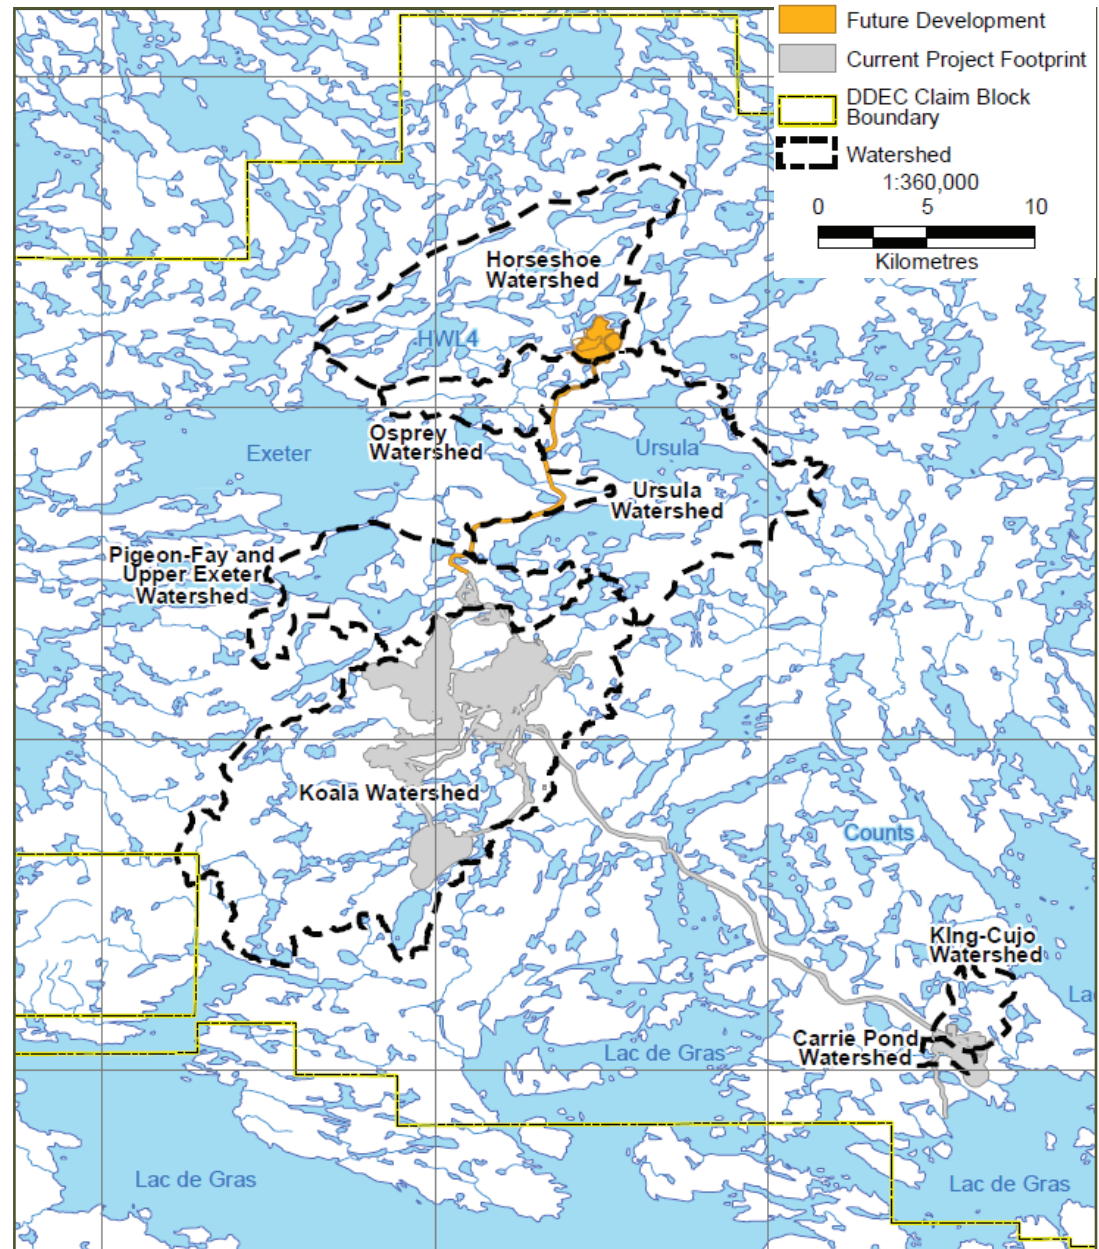 Future Development
Current Project Footprint
DDEC Claim Block
Boundary
Watershed
1:360,000
0 5 10
Kilometres
Horseshoe
Watershed
HWL4
Osprey
Watershed
Exeter
Ursula
Ursula
Watershed
Pigeon-Fay and
Upper Exeter
Watershed
Koala Watershed
Counts
KIng-Cujo
Watershed
La
Carrie Pond
Watershed
Lac de Gras
Lac de Gras
Lac de Gras